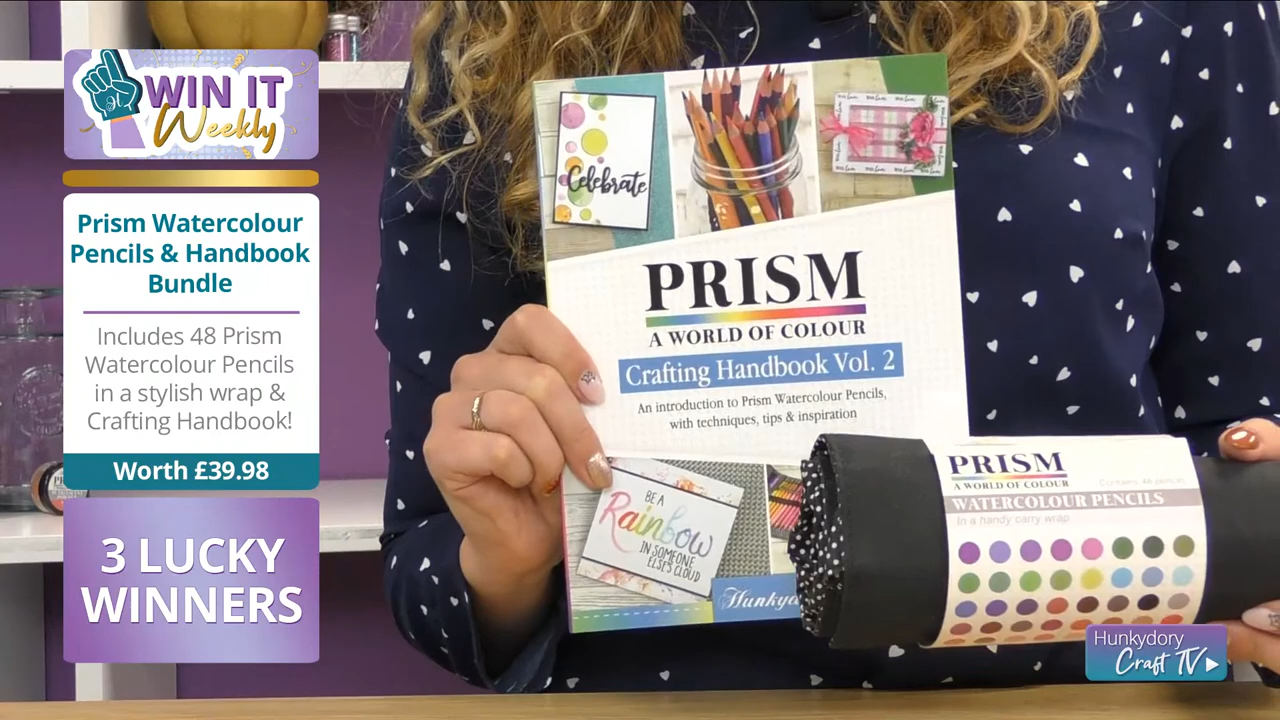 WIN IT
Weekly
Prism Watercolour
Pencils & Handbook
Bundle
Includes 48 Prism
Watercolour Pencils
in a stylish wrap &
Crafting Handbook!
Worth £39.98
3 LUCKY
WINNERS
Celebrate
PRISM
A WORLD OF COLOUR
Crafting Handbook Vol. 2
An introduction to Prism Watercolour Pencils,
with techniques, tips & inspiration
BE A
Rainbow
IN SOMEONE
ELSE'S CLOUD
Hunkyd
PRISM
A WORLD OF COLOUR
Contains 48 pencils
WATERCOLOUR PENCILS
In a handy carry wrap
Hunkydory
Craft TV